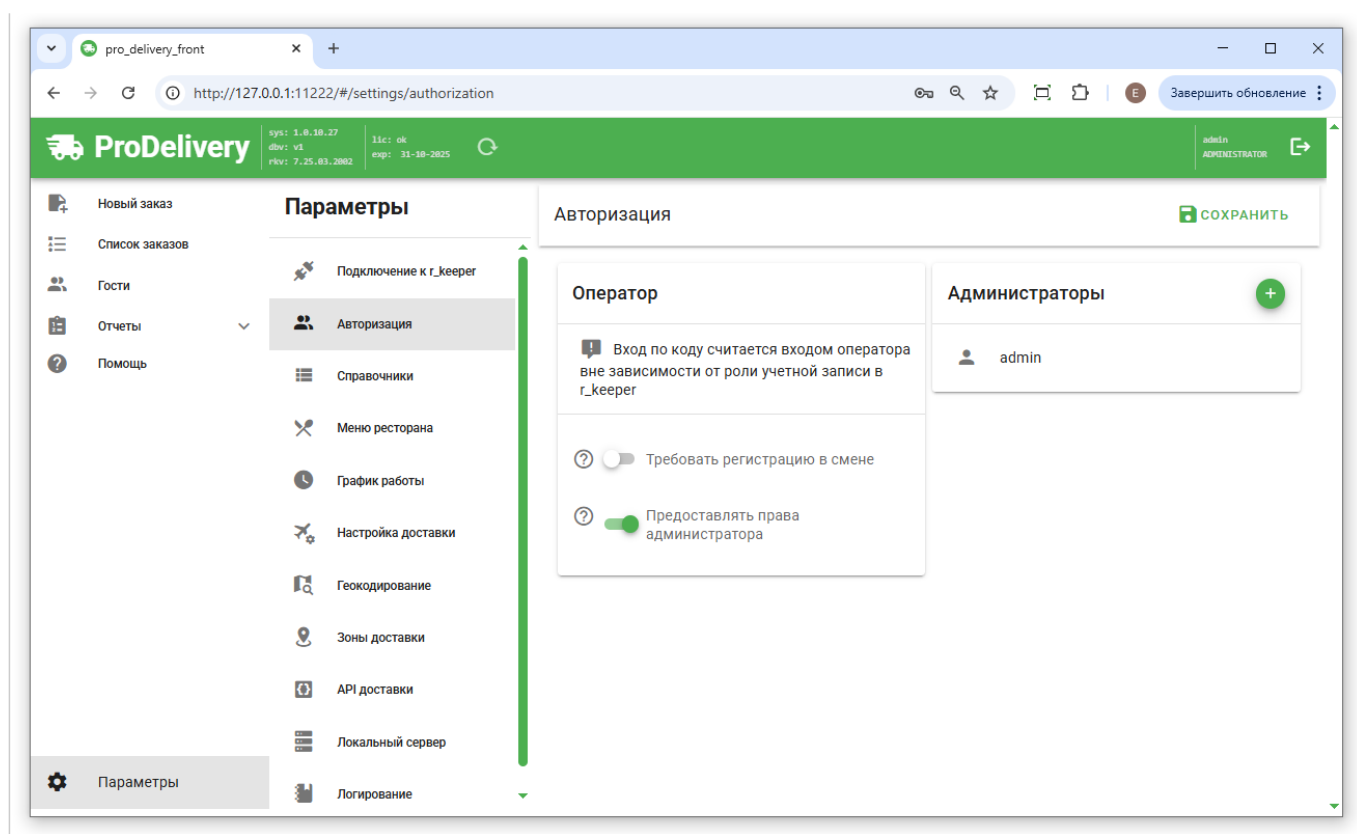 pro_delivery_front
http://127.0.0.1:11222/#/settings/authorization
E
Завершить обновление
ProDelivery
sys: 1.0.10.27
dbv: v1
rkv: 7.25.03.2002
lic: ok
exp: 31-10-2025
admin
ADMINISTRATOR
Новый заказ
Список заказов
Гости
Отчеты
Помощь
Параметры
Параметры
Подключение к r_keeper
Авторизация
Справочники
Меню ресторана
График работы
Настройка доставки
Геокодирование
Зоны доставки
API доставки
Локальный сервер
Логирование
Авторизация
СОХРАНИТЬ
Оператор
Вход по коду считается входом оператора
вне зависимости от роли учетной записи в
r_keeper
Требовать регистрацию в смене
Предоставлять права
администратора
Администраторы
admin